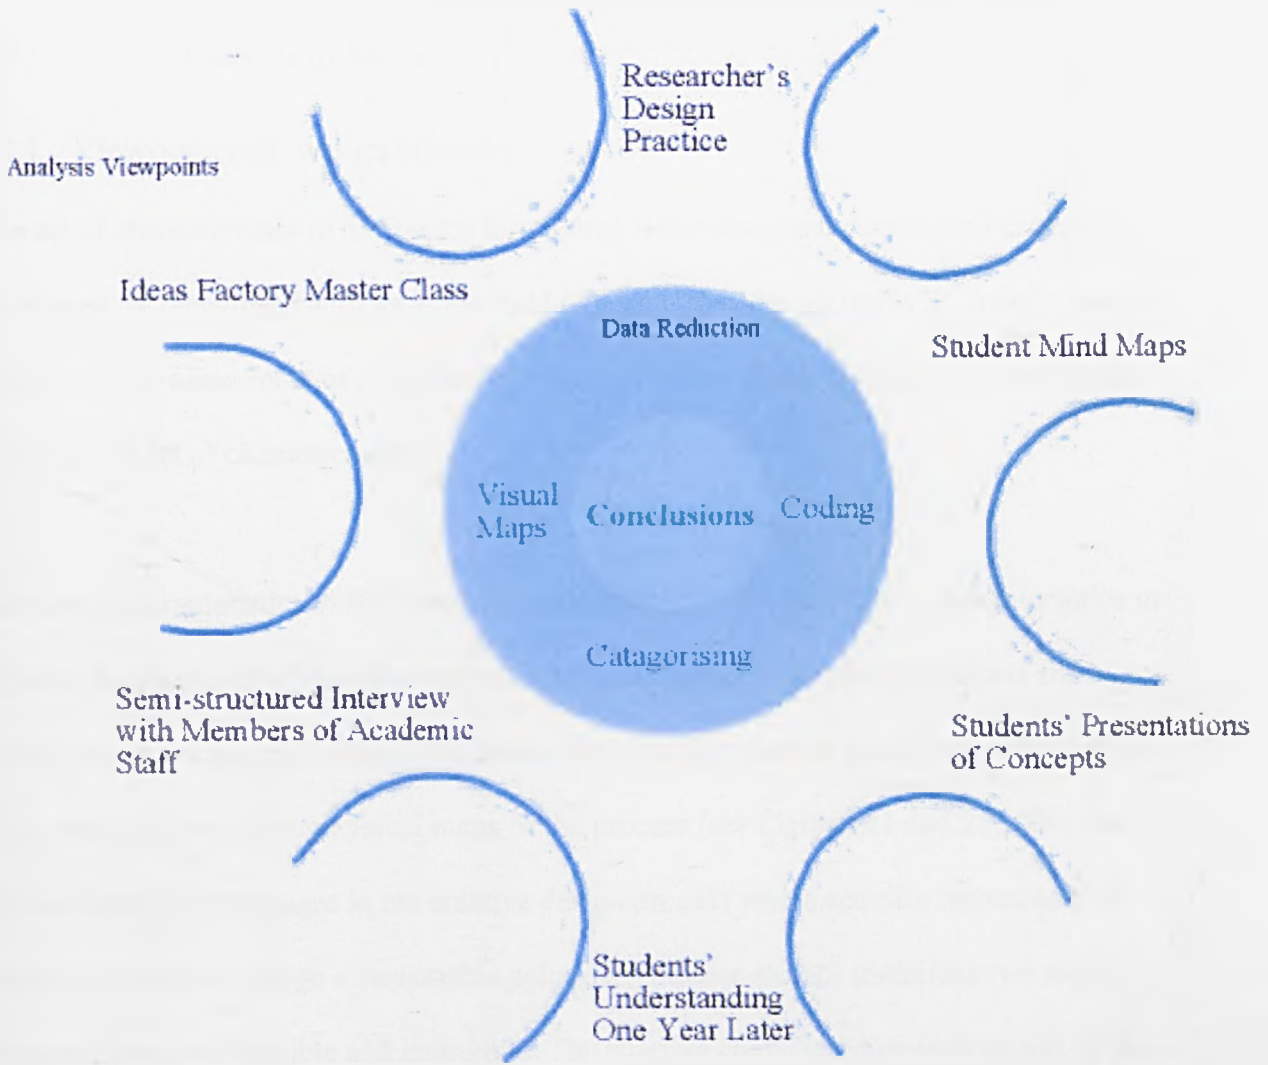 Researcher's
Design
Practice
Analysis Viewpoints
Ideas Factory Master Class
Data Reduction
Student Mind Maps
Visual
Maps
Conclusions
Coding
Catagorising
Semi-structured Interview
with Members of Academic
Staff
Students' Presentations
of Concepts
Students'
Understanding
One Year Later